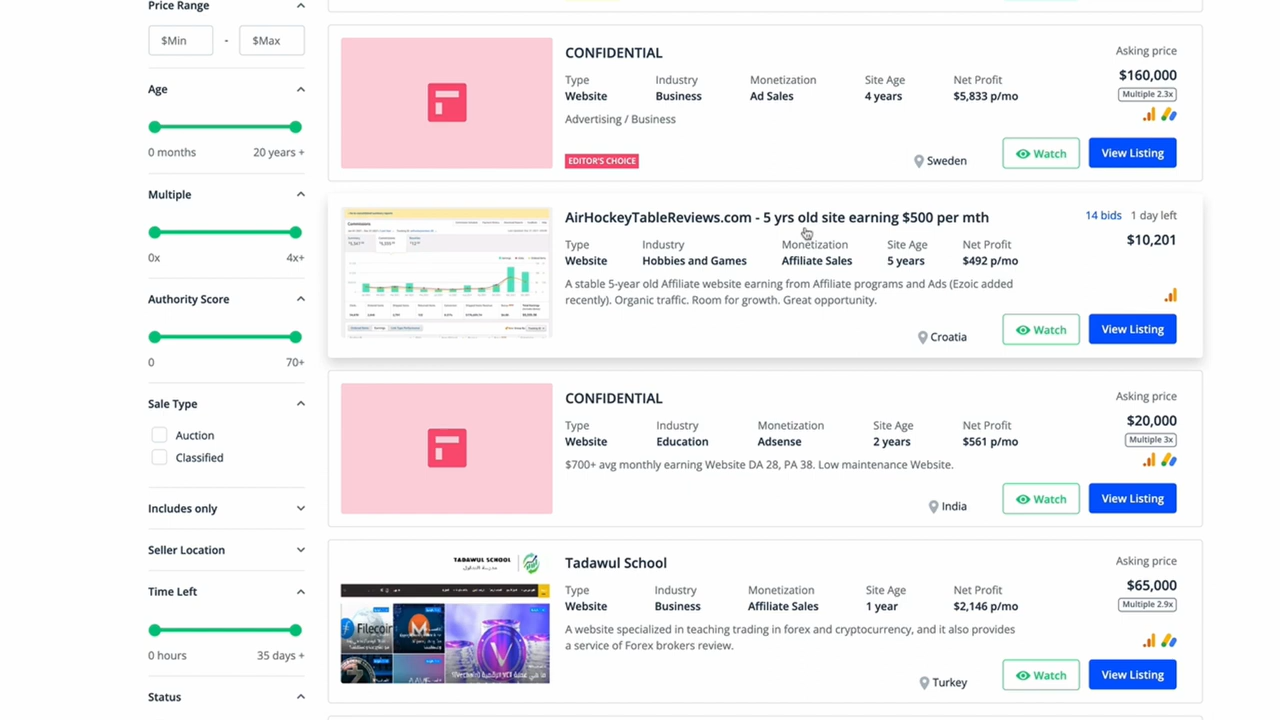 Price Range
$Min - $Max
Age
0 months 20 years +
Multiple
0x 4x+
Authority Score
0 70+
Sale Type
Auction
Classified
Includes only
Seller Location
Time Left
0 hours 35 days +
Status
CONFIDENTIAL
Asking price
Type Industry Monetization Site Age Net Profit
$160,000
Website Business Ad Sales 4 years $5,833 p/mo
Multiple 2.3x
Advertising / Business
EDITOR'S CHOICE
Sweden
Watch
View Listing
AirHockeyTableReviews.com - 5 yrs old site earning $500 per mth
14 bids 1 day left
$10,201
Type Industry Monetization Site Age Net Profit
Website Hobbies and Games Affiliate Sales 5 years $492 p/mo
A stable 5-year old Affiliate website earning from Affiliate programs and Ads (Ezoic added
recently). Organic traffic. Room for growth. Great opportunity.
Croatia
Watch
View Listing
CONFIDENTIAL
Asking price
Type Industry Monetization Site Age Net Profit
$20,000
Website Education Adsense 2 years $561 p/mo
Multiple 3x
$700+ avg monthly earning Website DA 28, PA 38. Low maintenance Website.
India
Watch
View Listing
TADAWUL SCHOOL
Filecoin
Tadawul School
Asking price
Type Industry Monetization Site Age Net Profit
$65,000
Website Business Affiliate Sales 1 year $2,146 p/mo
Multiple 2.9x
A website specialized in teaching trading in forex and cryptocurrency, and it also provides
a service of Forex brokers review.
Turkey
Watch
View Listing